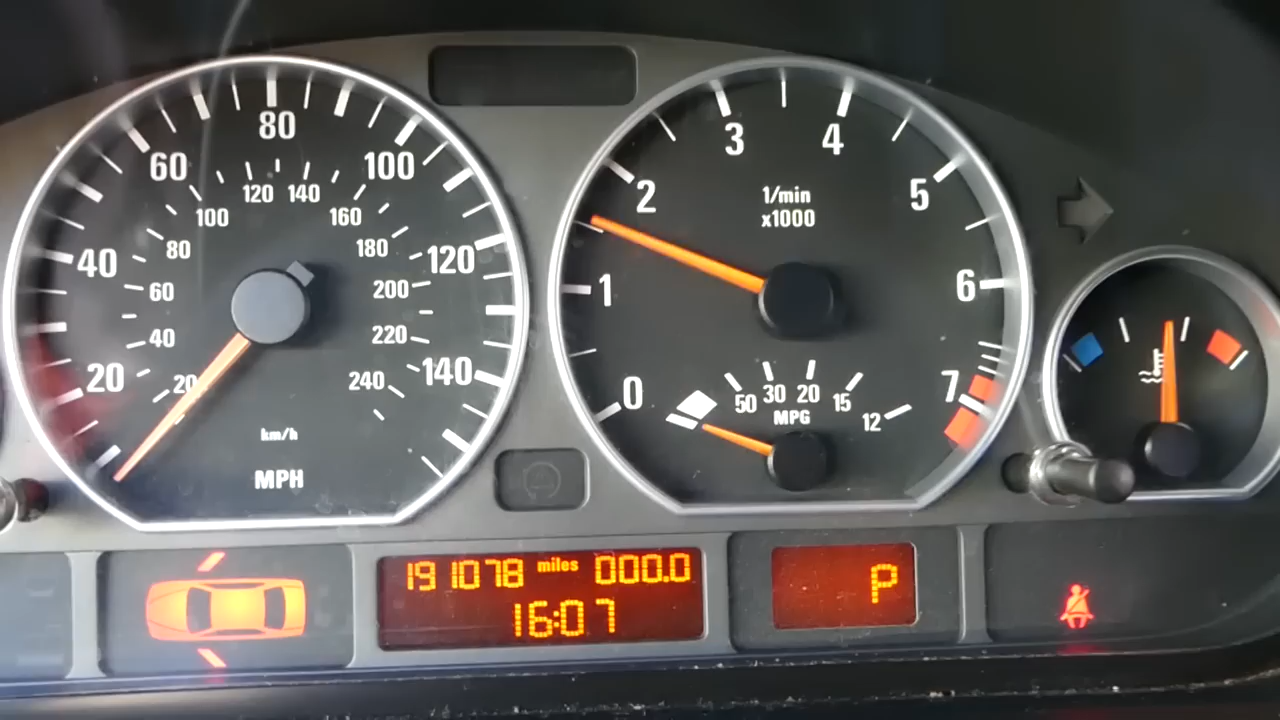 20 40 60 80 100 120 140
20 40 60 80 100 120 140 160 180 200 220 240
km/h
MPH
0 1 2 3 4 5 6 7
1/min
x1000
50 30 20 15 12
MPG
191078 miles 000.0
16:07
P